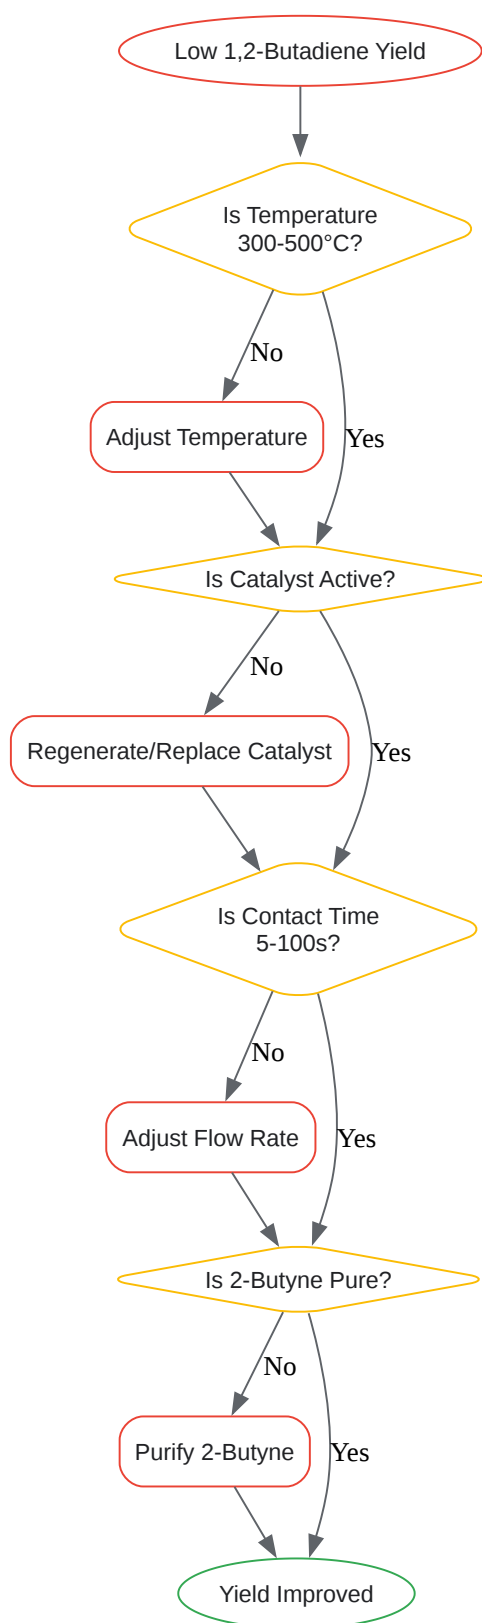 Low 1,2-Butadiene Yield
Is Temperature
300-500°C?
No
Adjust Temperature
Yes
Is Catalyst Active?
No
Regenerate/Replace Catalyst
Yes
Is Contact Time
5-100s?
No
Adjust Flow Rate
Yes
Is 2-Butyne Pure?
No
Purify 2-Butyne
Yes
Yield Improved